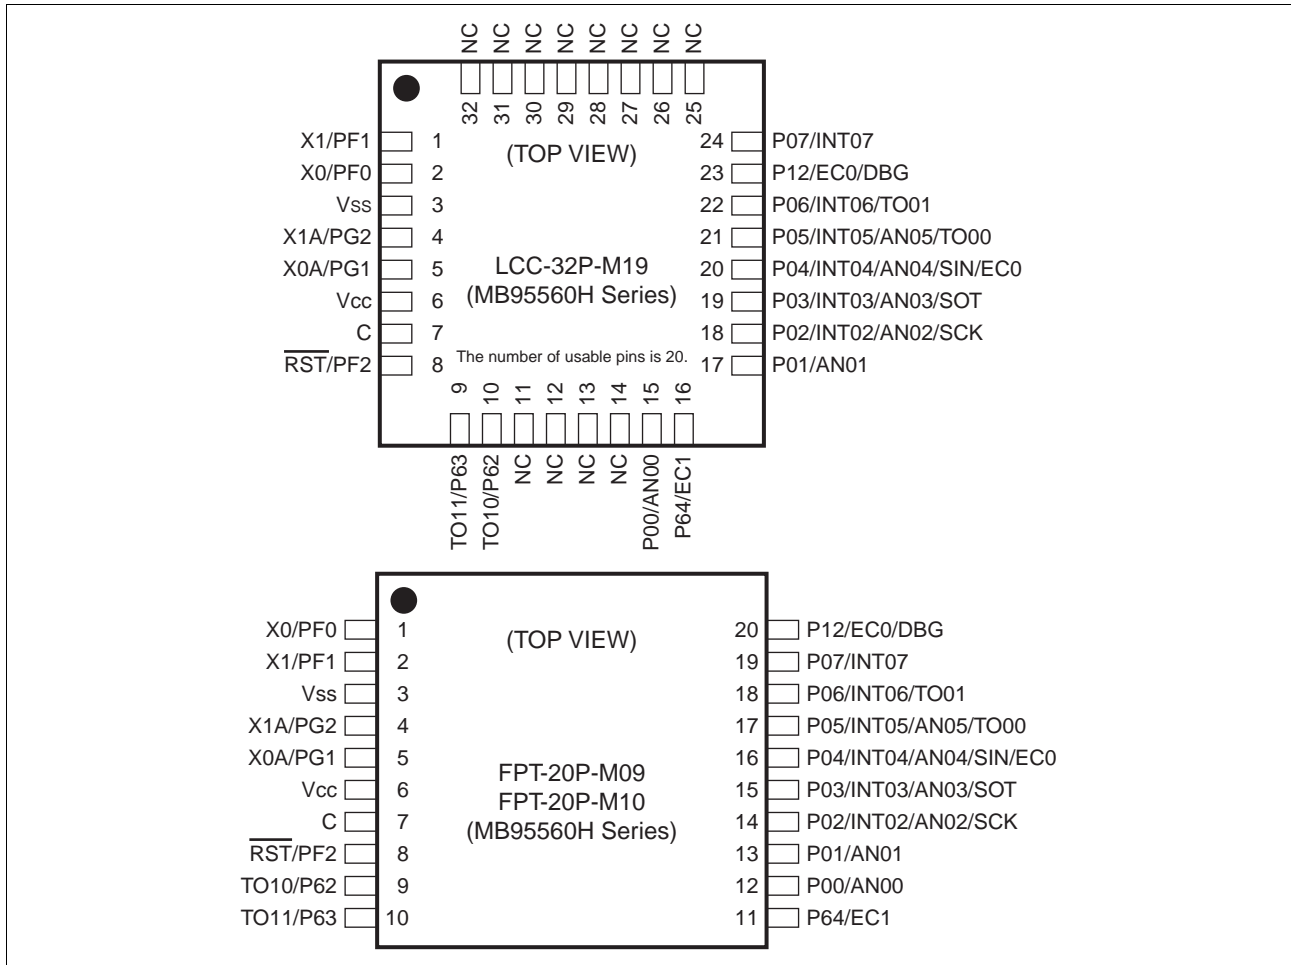 NC NC NC NC NC NC NC NC
32 31 30 29 28 27 26 25
X1/PF1 1 (TOP VIEW) 24 P07/INT07
X0/PF0 2 23 P12/EC0/DBG
Vss 3 22 P06/INT06/TO01
X1A/PG2 4 21 P05/INT05/AN05/TO00
X0A/PG1 5 LCC-32P-M19 20 P04/INT04/AN04/SIN/EC0
Vcc 6 (MB95560H Series) 19 P03/INT03/AN03/SOT
C 7 18 P02/INT02/AN02/SCK
RST/PF2 8 The number of usable pins is 20. 17 P01/AN01
9 10 11 12 13 14 15 16
TO11/P63 TO10/P62 NC NC NC NC P00/AN00 P64/EC1
X0/PF0 1 (TOP VIEW) 20 P12/EC0/DBG
X1/PF1 2 19 P07/INT07
Vss 3 18 P06/INT06/TO01
X1A/PG2 4 17 P05/INT05/AN05/TO00
X0A/PG1 5 FPT-20P-M09 16 P04/INT04/AN04/SIN/EC0
Vcc 6 FPT-20P-M10 15 P03/INT03/AN03/SOT
C 7 (MB95560H Series) 14 P02/INT02/AN02/SCK
RST/PF2 8 13 P01/AN01
TO10/P62 9 12 P00/AN00
TO11/P63 10 11 P64/EC1